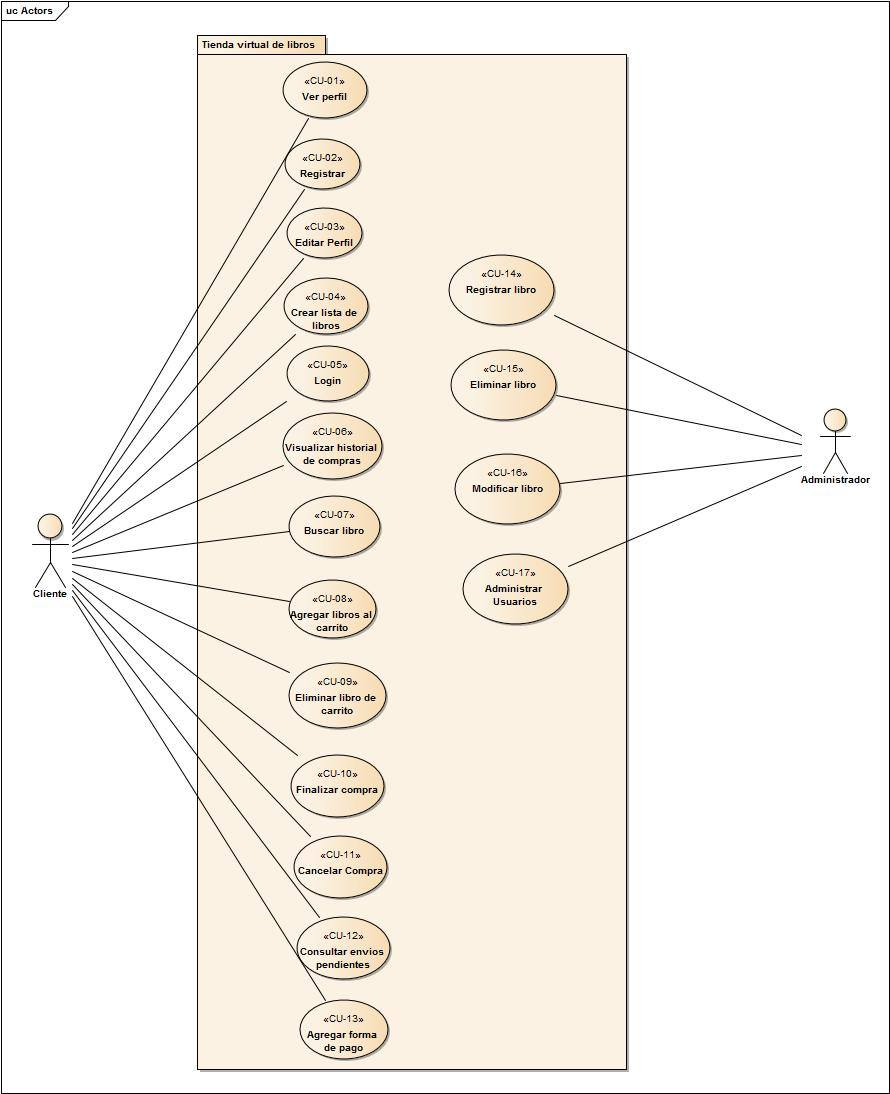 uc Actors
Tienda virtual de libros
«CU-01»
Ver perfil
«CU-02»
Registrar
«CU-03»
Editar Perfil
«CU-04»
Crear lista de
libros
«CU-05»
Login
«CU-06»
Visualizar historial
de compras
«CU-07»
Buscar libro
«CU-08»
Agregar libros al
carrito
«CU-09»
Eliminar libro de
carrito
«CU-10»
Finalizar compra
«CU-11»
Cancelar Compra
«CU-12»
Consultar envios
pendientes
«CU-13»
Agregar forma
de pago
«CU-14»
Registrar libro
«CU-15»
Eliminar libro
«CU-16»
Modificar libro
«CU-17»
Administrar
Usuarios
Cliente
Administrador